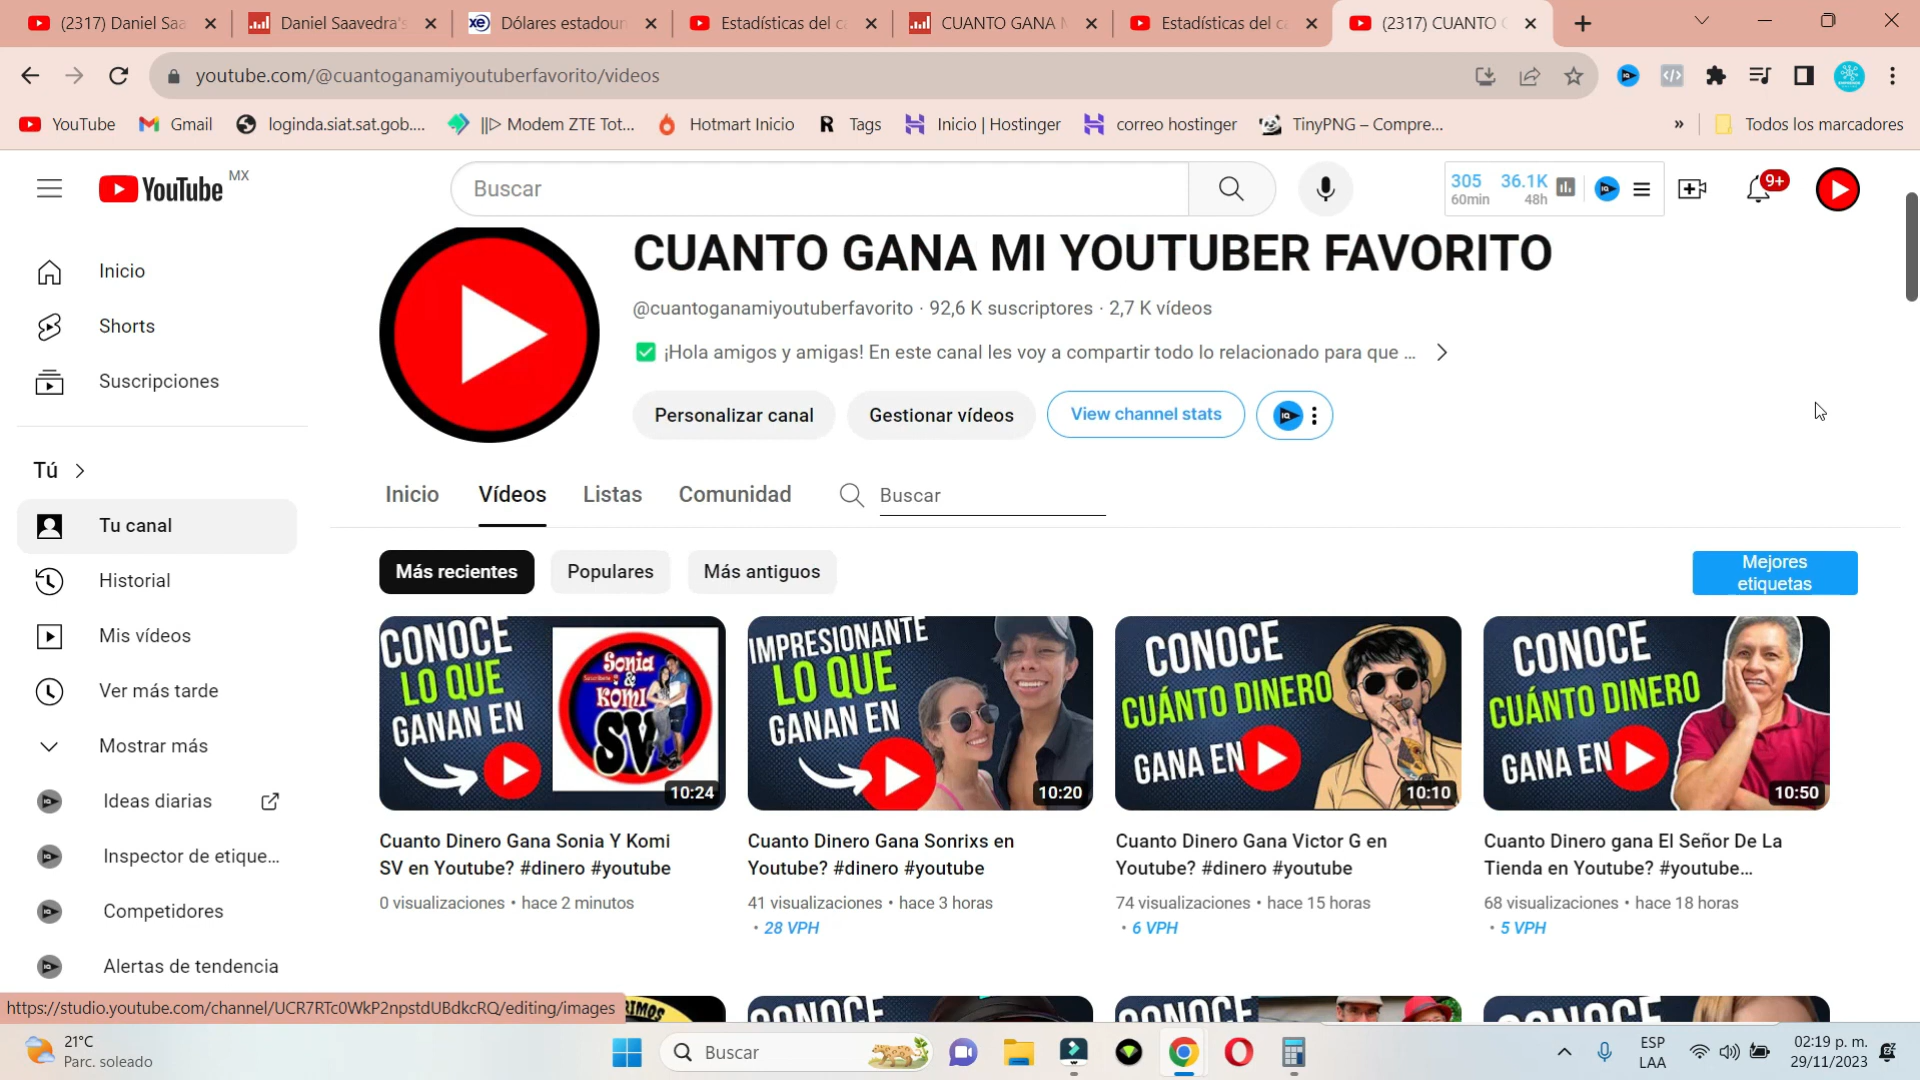 (2317) Daniel Saa
Daniel Saavedra's
Dólares estadour
Estadísticas del ca
CUANTO GANA M
Estadísticas del ca
(2317) CUANTO G
youtube.com/@cuantoganamiyoutuberfavorito/videos
YouTube
Gmail
loginda.siat.sat.gob....
||▷ Modem ZTE Tot...
Hotmart Inicio
Tags
Inicio | Hostinger
correo hostinger
TinyPNG – Compre...
»
Todos los marcadores
YouTube MX
Buscar
305 60min
36.1K 48h
9+
Inicio
Shorts
Suscripciones
Tú
Tu canal
Historial
Mis vídeos
Ver más tarde
Mostrar más
Ideas diarias
Inspector de etique...
Competidores
Alertas de tendencia
CUANTO GANA MI YOUTUBER FAVORITO
@cuantoganamiyoutuberfavorito · 92,6 K suscriptores · 2,7 K vídeos
✅ ¡Hola amigos y amigas! En este canal les voy a compartir todo lo relacionado para que ...
Personalizar canal
Gestionar vídeos
View channel stats
Inicio
Vídeos
Listas
Comunidad
Buscar
Más recientes
Populares
Más antiguos
Mejores
etiquetas
CONOCE
LO QUE
GANAN EN
Sonia
&
Komi
SV
10:24
IMPRESIONANTE
LO QUE
GANAN EN
10:20
CONOCE
CUÁNTO DINERO
GANA EN
10:10
CONOCE
CUÁNTO DINERO
GANA EN
10:50
Cuanto Dinero Gana Sonia Y Komi
SV en Youtube? #dinero #youtube
0 visualizaciones • hace 2 minutos
Cuanto Dinero Gana Sonrixs en
Youtube? #dinero #youtube
41 visualizaciones • hace 3 horas
• 28 VPH
Cuanto Dinero Gana Victor G en
Youtube? #dinero #youtube
74 visualizaciones • hace 15 horas
• 6 VPH
Cuanto Dinero gana El Señor De La
Tienda en Youtube? #youtube...
68 visualizaciones • hace 18 horas
• 5 VPH
CONOCE
CONOCE
CONOCE
https://studio.youtube.com/channel/UCR7RTc0WkP2npstdUBdkcRQ/editing/images
21°C
Parc. soleado
Buscar
ESP
LAA
02:19 p. m.
29/11/2023